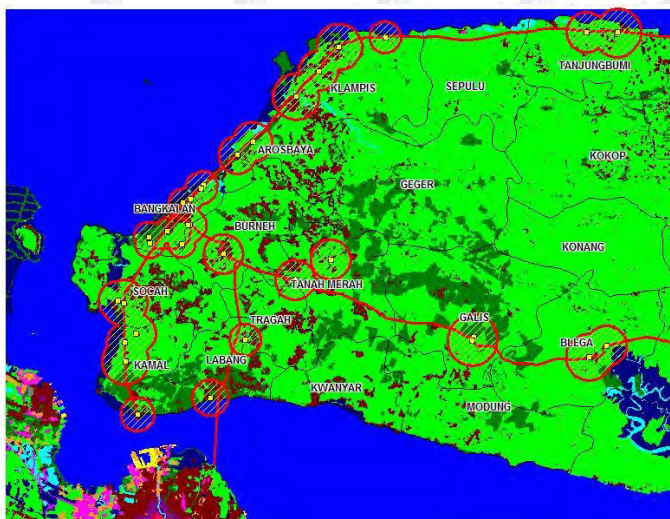 TANJUNGBUMI
KLAMPIS
SEPULU
AROSBAYA
KOKOP
GEGER
BANGKALAN
BURNEH
KONANG
TANAH MERAH
SOCAH
TRAGAH
GALIS
BLEGA
LABANG
KAMAL
KWANYAR
MODUNG